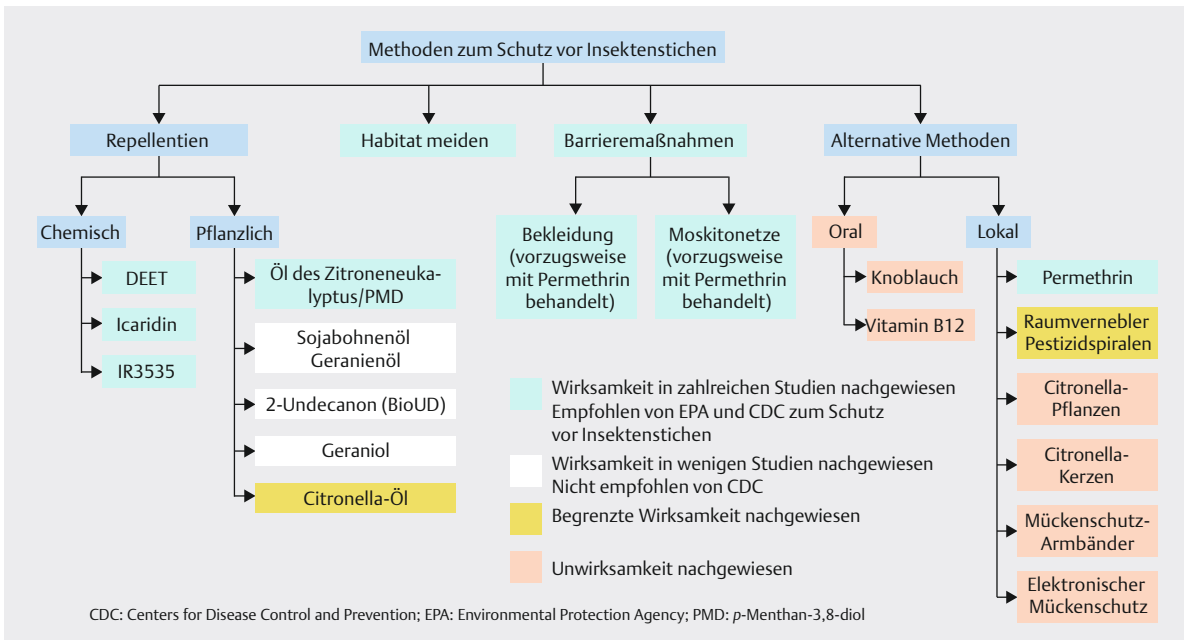 Methoden zum Schutz vor Insektenstichen
Repellentien
Habitat meiden
Barrieremaßnahmen
Alternative Methoden
Chemisch
Pflanzlich
DEET
Icaridin
IR3535
Öl des Zitroneneuka-
lyptus/PMD
Sojabohnenöl
Geranienöl
2-Undecanon (BioUD)
Geraniol
Citronella-Öl
Bekleidung
(vorzugsweise
mit Permethrin
behandelt)
Moskitonetze
(vorzugsweise
mit Permethrin
behandelt)
Oral
Lokal
Knoblauch
Vitamin B12
Permethrin
Raumvernebler
Pestizidspiralen
Citronella-
Pflanzen
Citronella-
Kerzen
Mückenschutz-
Armbänder
Elektronischer
Mückenschutz
Wirksamkeit in zahlreichen Studien nachgewiesen
Empfohlen von EPA und CDC zum Schutz
vor Insektenstichen
Wirksamkeit in wenigen Studien nachgewiesen
Nicht empfohlen von CDC
Begrenzte Wirksamkeit nachgewiesen
Unwirksamkeit nachgewiesen
CDC: Centers for Disease Control and Prevention; EPA: Environmental Protection Agency; PMD: p-Menthan-3,8-diol